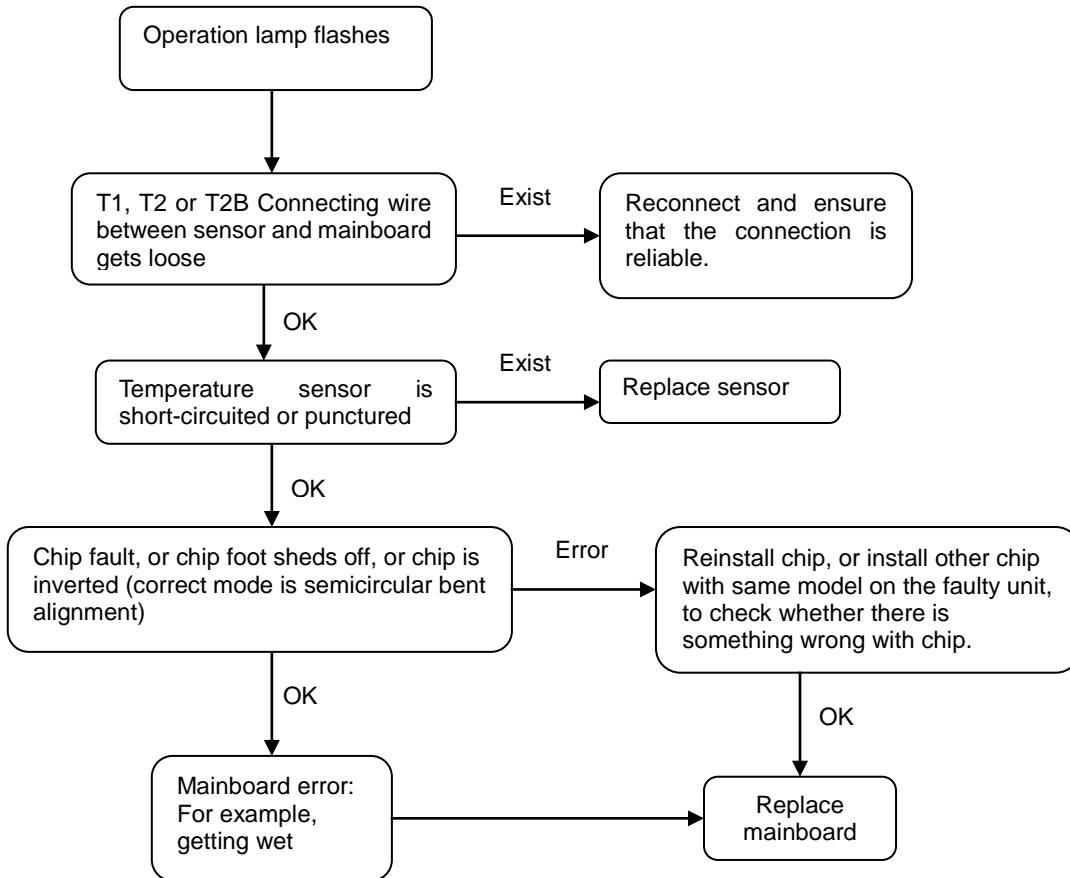 Operation lamp flashes
T1, T2 or T2B Connecting wire
between sensor and mainboard
gets loose
Exist
Reconnect and ensure
that the connection is
reliable.
OK
Temperature sensor is
short-circuited or punctured
Exist
Replace sensor
OK
Chip fault, or chip foot sheds off, or chip is
inverted (correct mode is semicircular bent
alignment)
Error
Reinstall chip, or install other chip
with same model on the faulty unit,
to check whether there is
something wrong with chip.
OK
OK
Mainboard error:
For example,
getting wet
Replace
mainboard